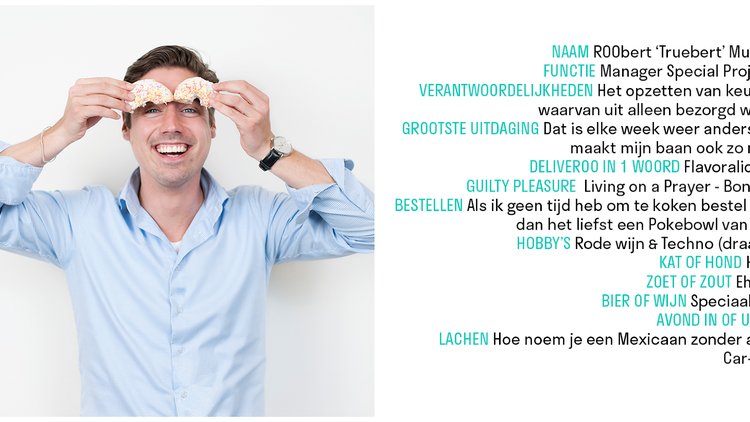 NAAM ROObert ‘Truebert’ Mu
FUNCTIE Manager Special Proj
VERANTWOORDELIJKHEDEN Het opzetten van keu
waarvan uit alleen bezorgd w
GROOTSTE UITDAGING Dat is elke week weer anders
maakt mijn baan ook zo
DELIVEROO IN 1 WOORD Flavoralic
GUILTY PLEASURE Living on a Prayer - Bon
BESTELLEN Als ik geen tijd heb om te koken bestel
dan het liefst een Pokebowl van
HOBBY’S Rode wijn & Techno (draa
KAT OF HOND
ZOET OF ZOUT Eh
BIER OF WIJN Speciaal
AVOND IN OF U
LACHEN Hoe noem je een Mexicaan zonder a
Car-